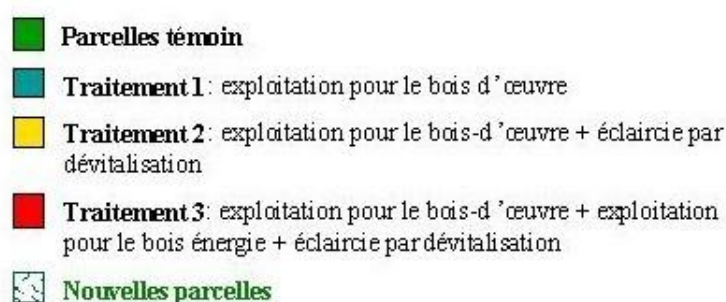 Parcelles témoin
Traitement 1: exploitation pour le bois d'œuvre
Traitement 2: exploitation pour le bois-d'œuvre + éclaircie par
dévitalisation
Traitement 3: exploitation pour le bois-d'œuvre + exploitation
pour le bois énergie + éclaircie par dévitalisation
Nouvelles parcelles